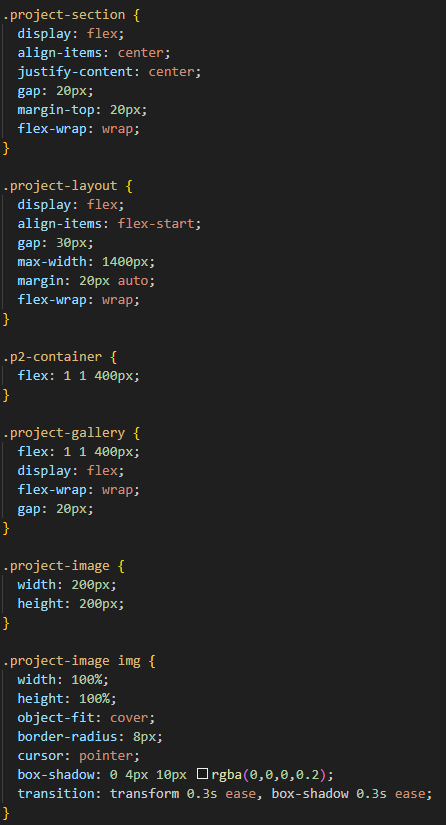 .project-section {
  display: flex;
  align-items: center;
  justify-content: center;
  gap: 20px;
  margin-top: 20px;
  flex-wrap: wrap;
}

.project-layout {
  display: flex;
  align-items: flex-start;
  gap: 30px;
  max-width: 1400px;
  margin: 20px auto;
  flex-wrap: wrap;
}

.p2-container {
  flex: 1 1 400px;
}

.project-gallery {
  flex: 1 1 400px;
  display: flex;
  flex-wrap: wrap;
  gap: 20px;
}

.project-image {
  width: 200px;
  height: 200px;
}

.project-image img {
  width: 100%;
  height: 100%;
  object-fit: cover;
  border-radius: 8px;
  cursor: pointer;
  box-shadow: 0 4px 10px rgba(0,0,0,0.2);
  transition: transform 0.3s ease, box-shadow 0.3s ease;
}